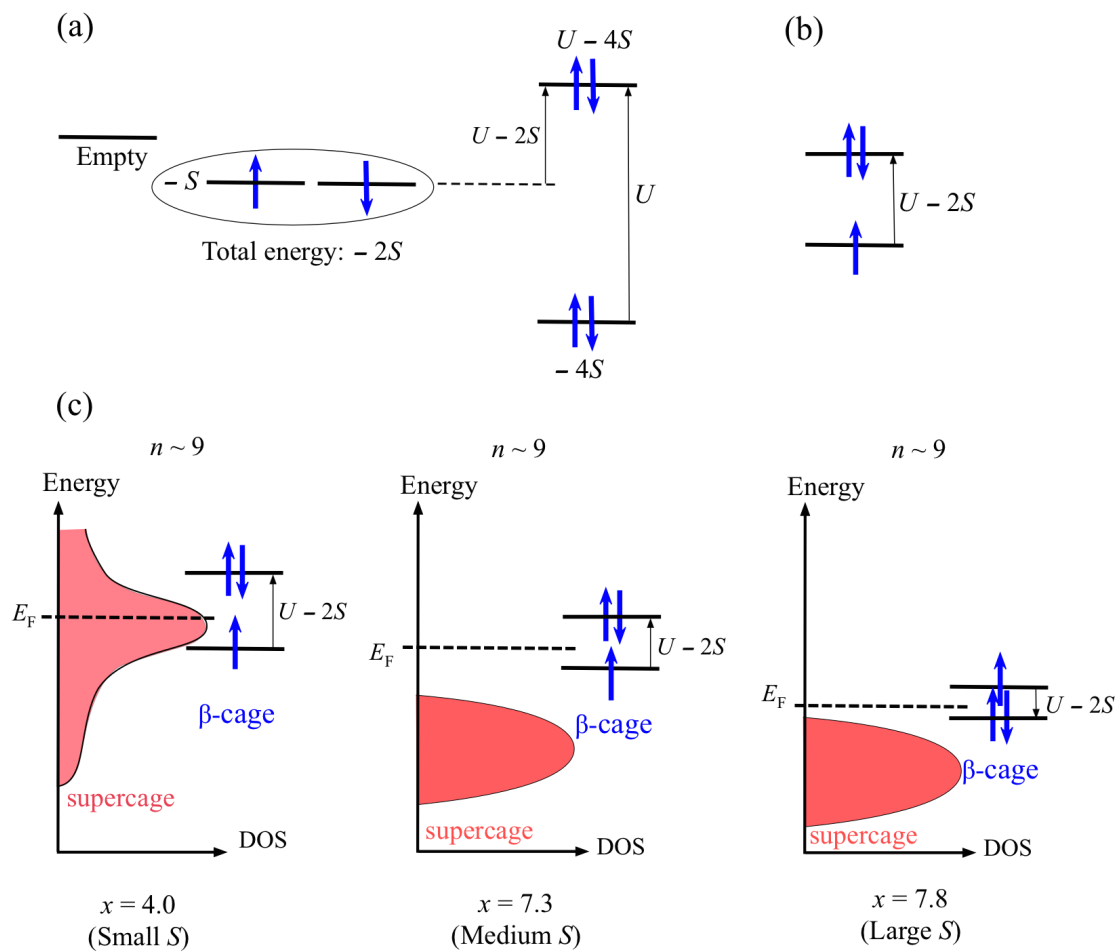 (a)
U – 4S
U – 2S
Empty
– S
U
Total energy: – 2S
– 4S
(b)
U – 2S
(c)
n ~ 9
Energy
E_F
U – 2S
β-cage
supercage
DOS
x = 4.0
(Small S)
n ~ 9
Energy
E_F
U – 2S
β-cage
supercage
DOS
x = 7.3
(Medium S)
n ~ 9
Energy
E_F
U – 2S
β-cage
supercage
DOS
x = 7.8
(Large S)